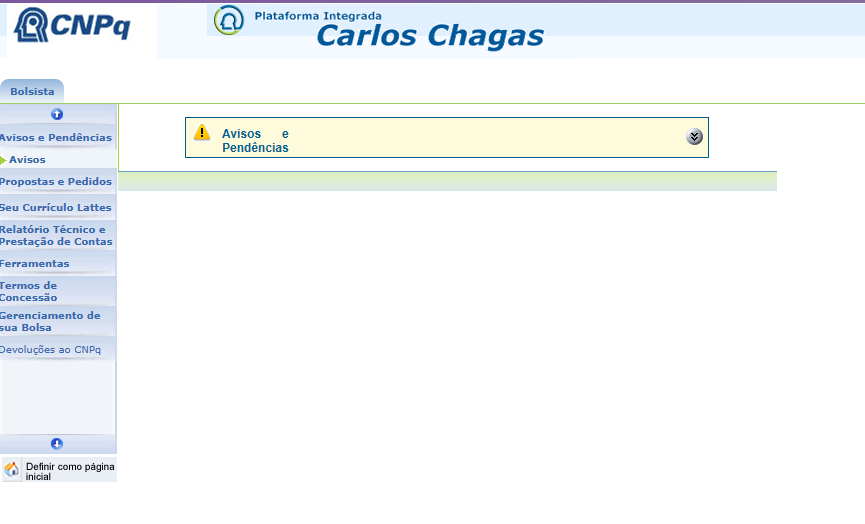 CNPq
Plataforma Integrada
Carlos Chagas
Bolsista
Avisos e Pendências
Avisos
Propostas e Pedidos
Seu Currículo Lattes
Relatório Técnico e
Prestação de Contas
Ferramentas
Termos de
Concessão
Gerenciamento de
sua Bolsa
Devoluções ao CNPq
Definir como página
inicial
Avisos e
Pendências